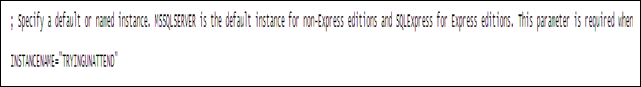 ; Specify a default or named instance. MSSQLSERVER is the default instance for non-Express editions and SQLExpress for Express editions. This parameter is required when
INSTANCENAME="TRYINGUNATTEND"